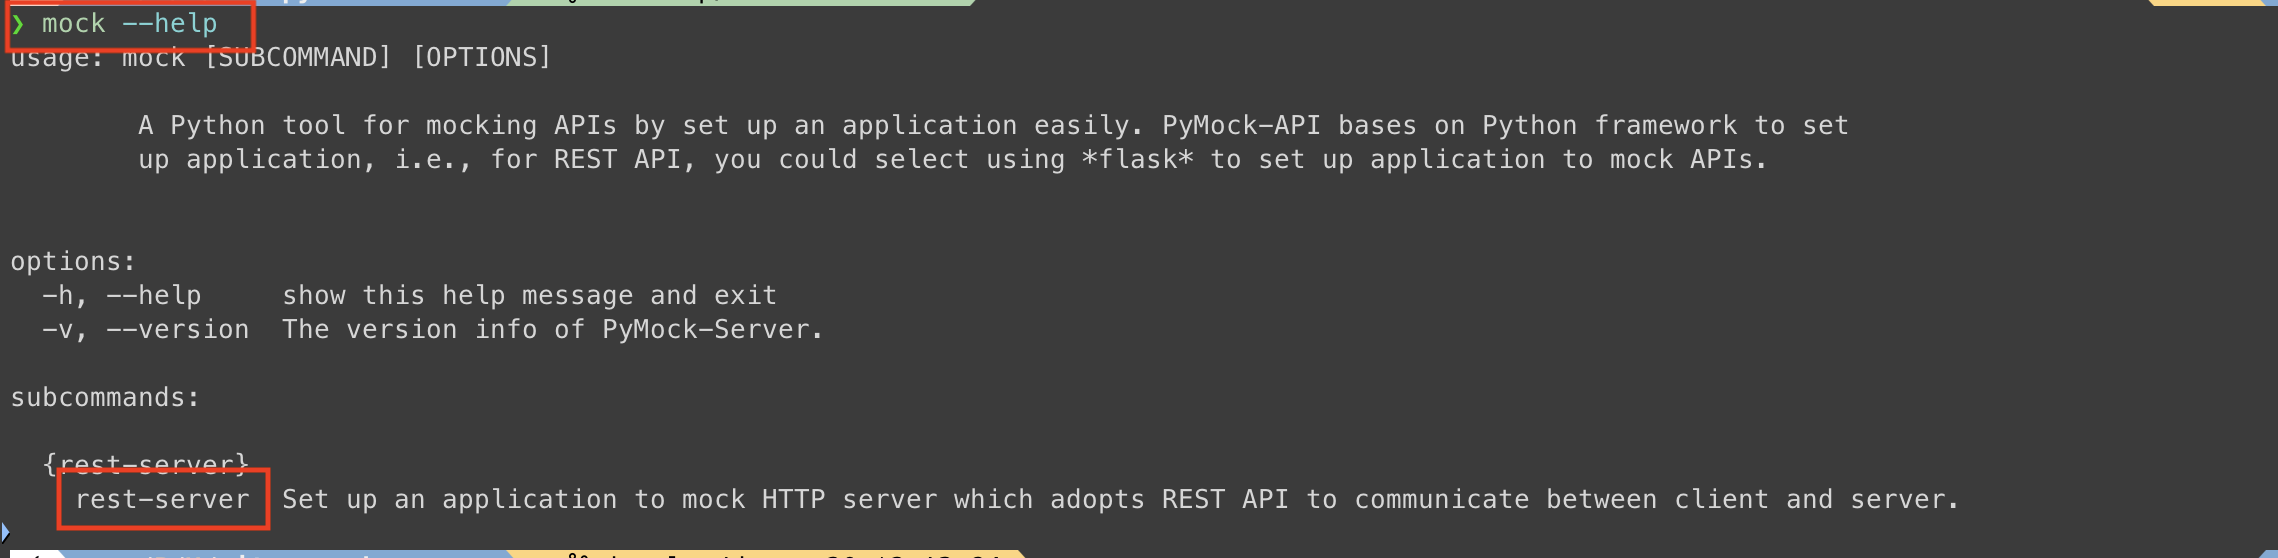 ❯ mock --help
usage: mock [SUBCOMMAND] [OPTIONS]
A Python tool for mocking APIs by set up an application easily. PyMock-API bases on Python framework to set
up application, i.e., for REST API, you could select using *flask* to set up application to mock APIs.
options:
-h, --help show this help message and exit
-v, --version The version info of PyMock-Server.
subcommands:
{rest-server}
rest-server Set up an application to mock HTTP server which adopts REST API to communicate between client and server.